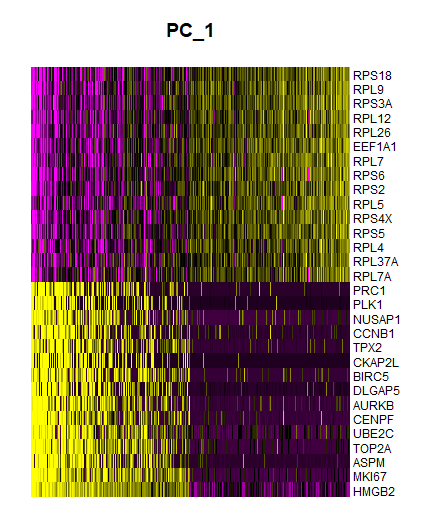 PC_1
RPS18
RPL9
RPS3A
RPL12
RPL26
EEF1A1
RPL7
RPS6
RPS2
RPL5
RPS4X
RPS5
RPL4
RPL37A
RPL7A
PRC1
PLK1
NUSAP1
CCNB1
TPX2
CKAP2L
BIRC5
DLGAP5
AURKB
CENPF
UBE2C
TOP2A
ASPM
MKI67
HMGB2